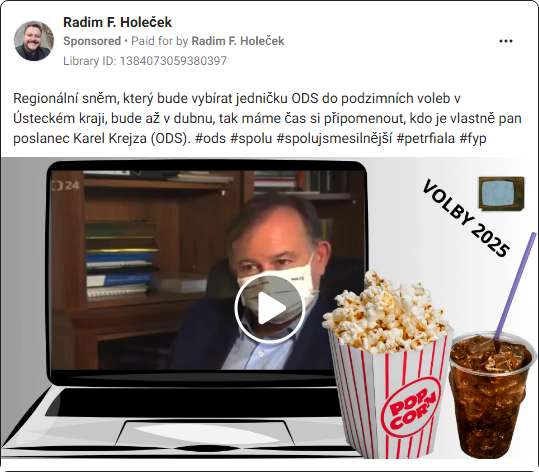 Radim F. Holeček
Sponsored • Paid for by Radim F. Holeček
Library ID: 1384073059380397
Regionální sněm, který bude vybírat jedničku ODS do podzimních voleb v
Ústeckém kraji, bude až v dubnu, tak máme čas si připomenout, kdo je vlastně pan
poslanec Karel Krejza (ODS). #ods #spolu #spolujsmesilnější #petrfiala #fyp
24
VOLBY 2025
POP
CORN